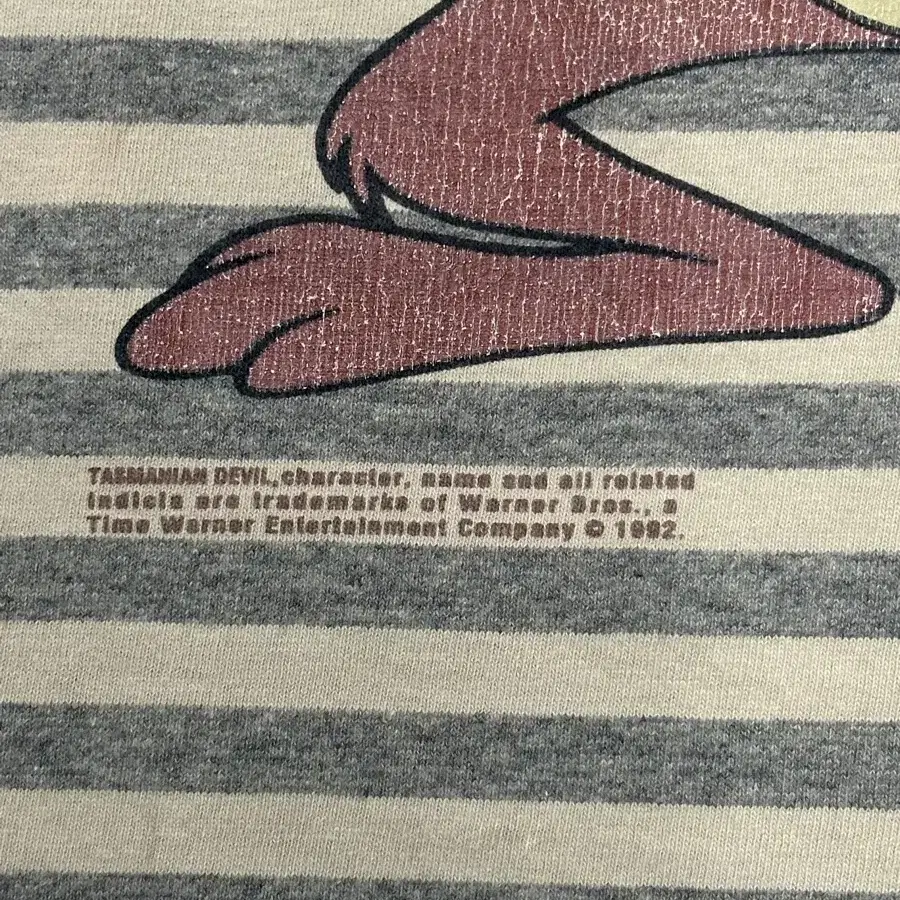 TASMANIAN DEVIL, character, name and all related
indicia are trademarks of Warner Bros., a
Time Warner Entertainment Company © 1992.